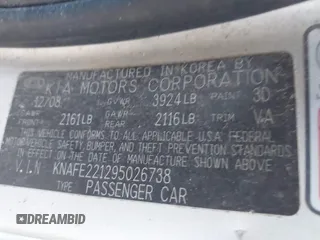 MANUFACTURED IN KOREA BY
KIA MOTORS CORPORATION
12/08 GVWR 3924LB PAINT 3D
GAWR FRONT 2161LB GAWR REAR 2116LB TRIM VA
THIS VEHICLE CONFORMS TO ALL APPLICABLE
MOTOR VEHICLE SAFETY, BUMPER, AND THEFT
PREVENTION STANDARDS IN EFFECT ON THE
DATE OF MANUFACTURE SHOWN ABOVE
V.I.N KNAFE221295026738
PASSENGER CAR
AUTOBIDMASTER